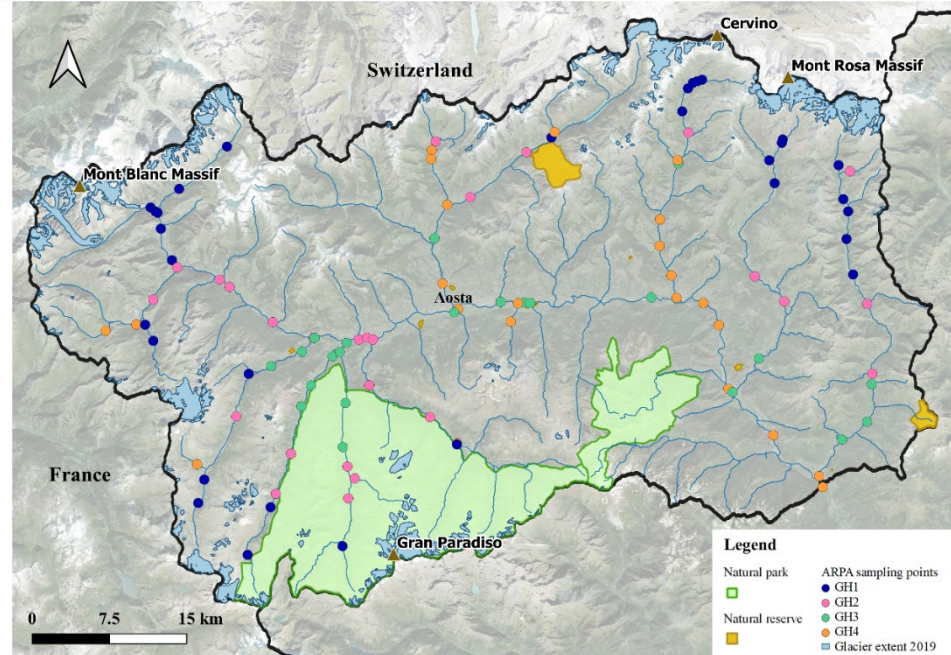 Cervino
Switzerland
Mont Rosa Massif
Mont Blanc Massif
Aosta
France
Gran Paradiso
0 7.5 15 km
Legend
Natural park
Natural reserve
ARPA sampling points
GH1
GH2
GH3
GH4
Glacier extent 2019